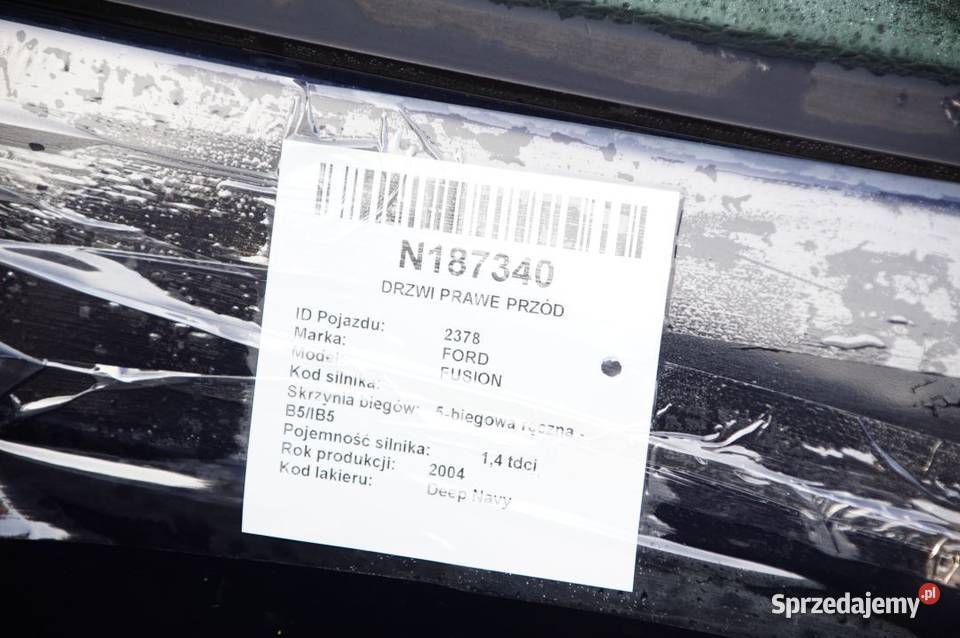 N187340
DRZWI PRAWE PRZÓD
ID Pojazdu: 2378
Marka: FORD
Model: FUSION
Kod silnika:
Skrzynia biegów: 5-biegowa ręczna -
B5/IB5
Pojemność silnika: 1,4 tdci
Rok produkcji: 2004
Kod lakieru: Deep Navy
Sprzedajemy.pl